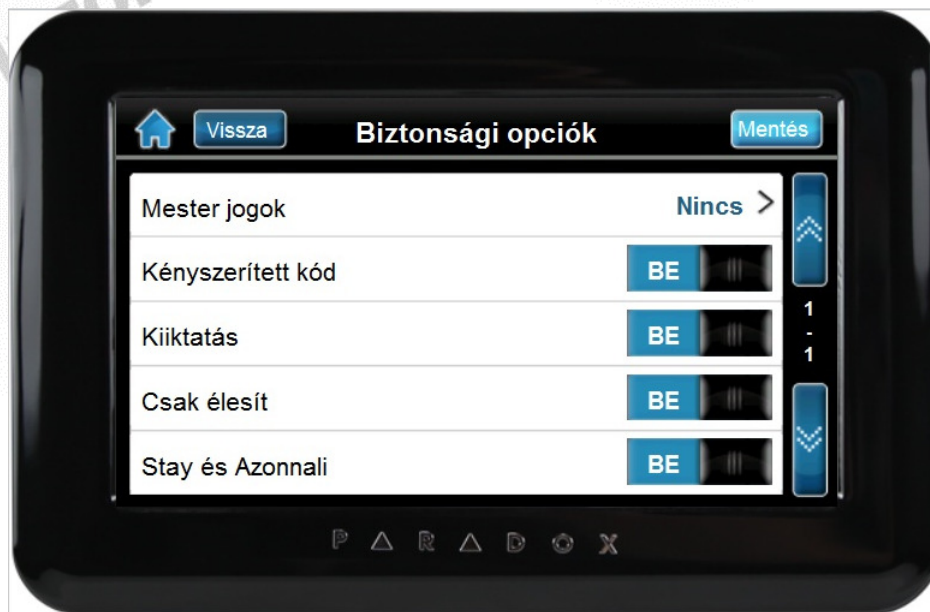 Vissza
Biztonsági opciók
Mentés
Mester jogok
Nincs >
Kényszerített kód
BE
Kiiktatás
BE
Csak élesít
BE
Stay és Azonnali
BE
1
-
1
PARADOX